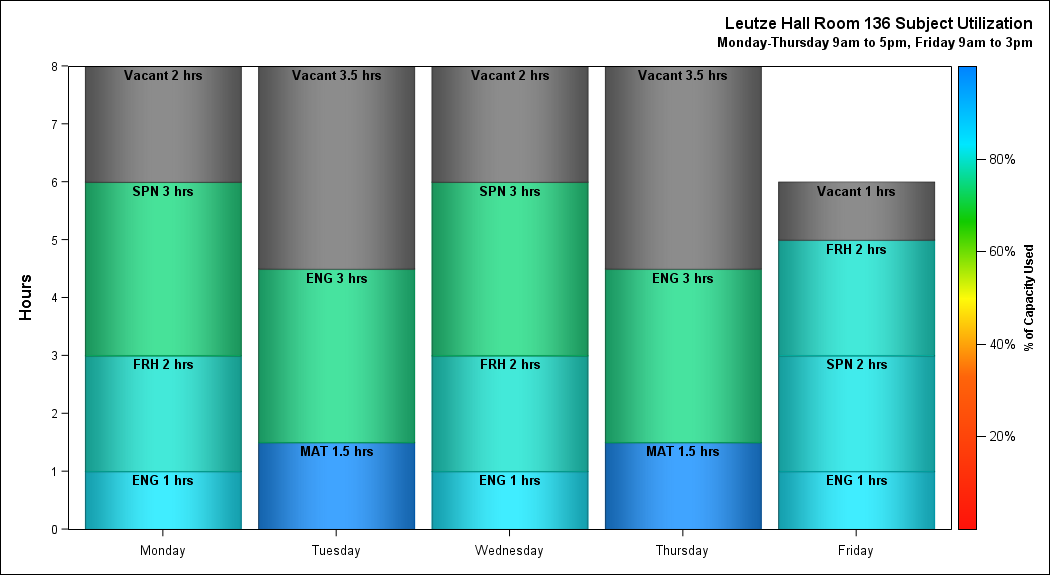 Leutze Hall Room 136 Subject Utilization
Monday-Thursday 9am to 5pm, Friday 9am to 3pm
Hours
8
7
6
5
4
3
2
1
0
Vacant 2 hrs
SPN 3 hrs
FRH 2 hrs
ENG 1 hrs
Vacant 3.5 hrs
ENG 3 hrs
MAT 1.5 hrs
Vacant 2 hrs
SPN 3 hrs
FRH 2 hrs
ENG 1 hrs
Vacant 3.5 hrs
ENG 3 hrs
MAT 1.5 hrs
Vacant 1 hrs
FRH 2 hrs
SPN 2 hrs
ENG 1 hrs
Monday
Tuesday
Wednesday
Thursday
Friday
80%
60%
40%
20%
% of Capacity Used